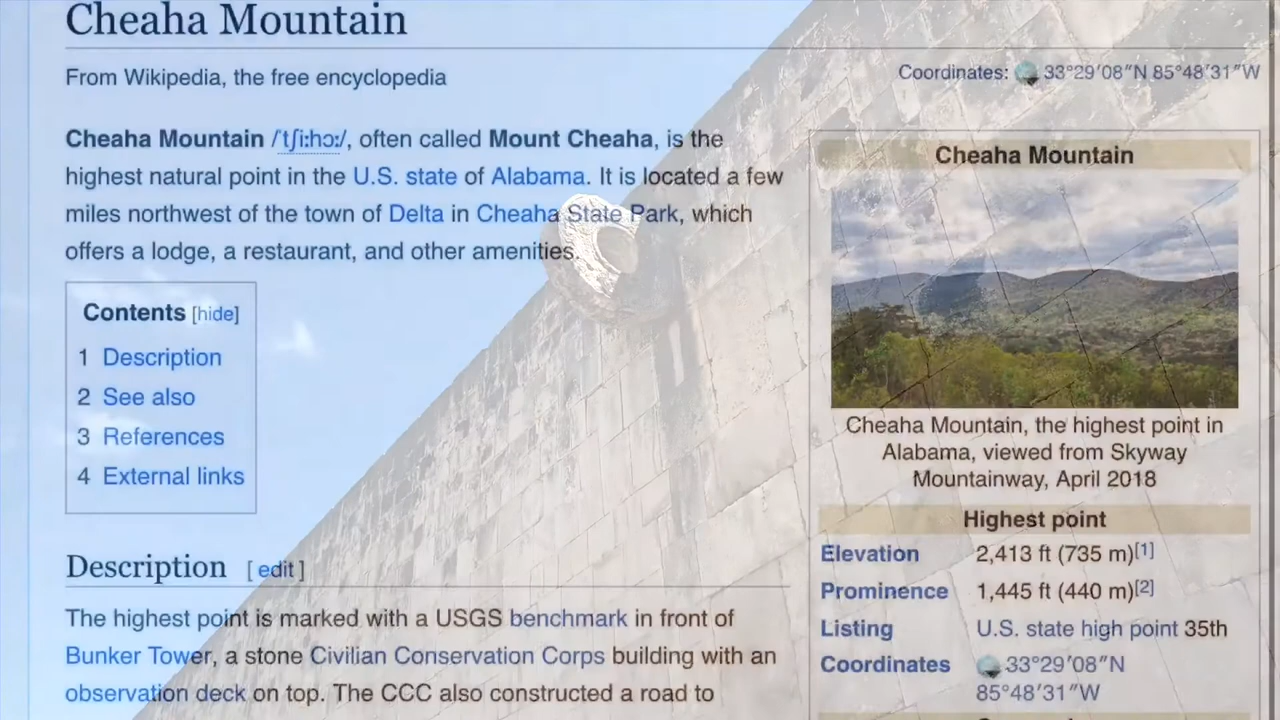 Cheaha Mountain
From Wikipedia, the free encyclopedia
Coordinates: 33°29′08″N 85°48′31″W
Cheaha Mountain /ˈtʃiːhɔː/, often called Mount Cheaha, is the
highest natural point in the U.S. state of Alabama. It is located a few
miles northwest of the town of Delta in Cheaha State Park, which
offers a lodge, a restaurant, and other amenities.
Contents [hide]
1 Description
2 See also
3 References
4 External links
Description [ edit ]
The highest point is marked with a USGS benchmark in front of
Bunker Tower, a stone Civilian Conservation Corps building with an
observation deck on top. The CCC also constructed a road to
Cheaha Mountain
Cheaha Mountain, the highest point in
Alabama, viewed from Skyway
Mountainway, April 2018
Highest point
Elevation 2,413 ft (735 m)[1]
Prominence 1,445 ft (440 m)[2]
Listing U.S. state high point 35th
Coordinates 33°29′08″N
85°48′31″W